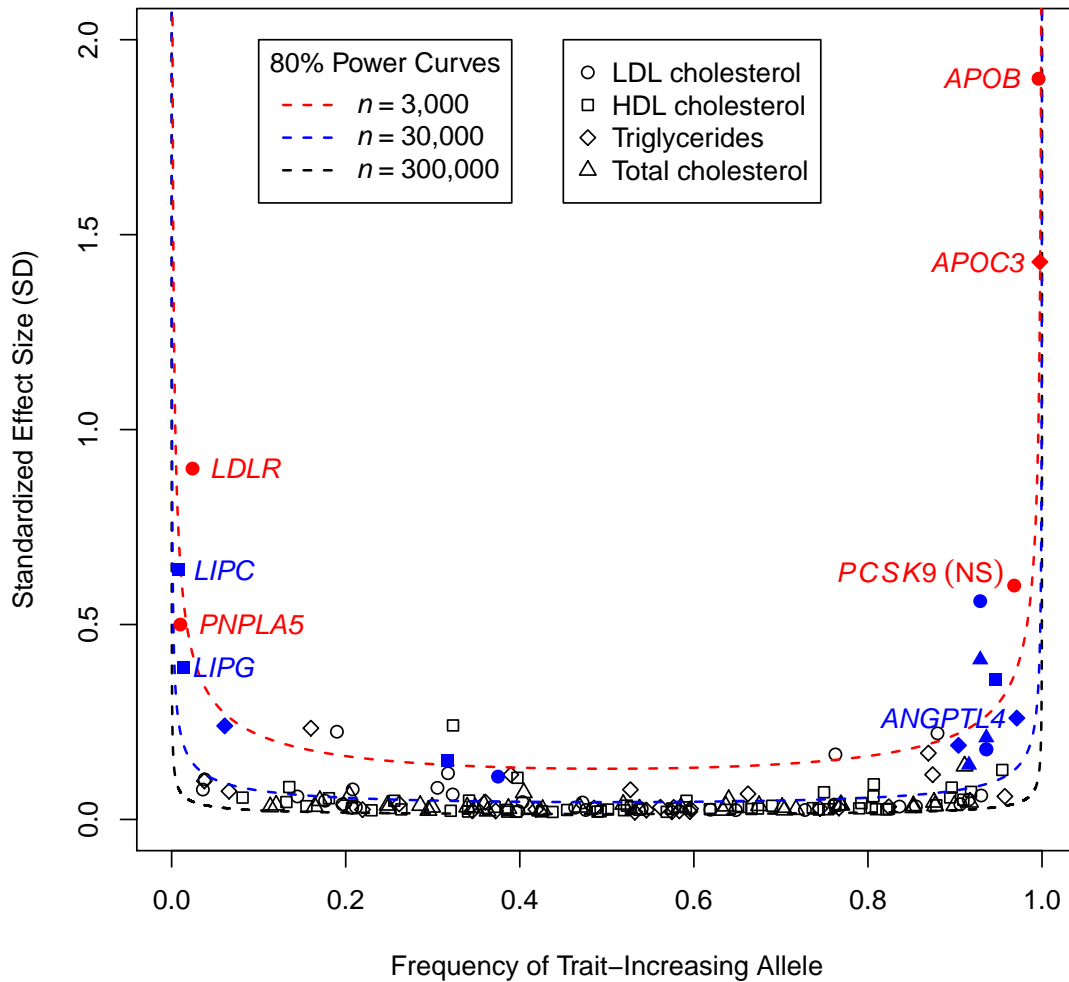 80% Power Curves
n = 3,000
n = 30,000
n = 300,000
LDL cholesterol
HDL cholesterol
Triglycerides
Total cholesterol
APOB
APOC3
LDLR
LIPC
PCSK9 (NS)
PNPLA5
LIPG
ANGPTL4
Standardized Effect Size (SD)
2.0
1.5
1.0
0.5
0.0
0.0 0.2 0.4 0.6 0.8 1.0
Frequency of Trait−Increasing Allele